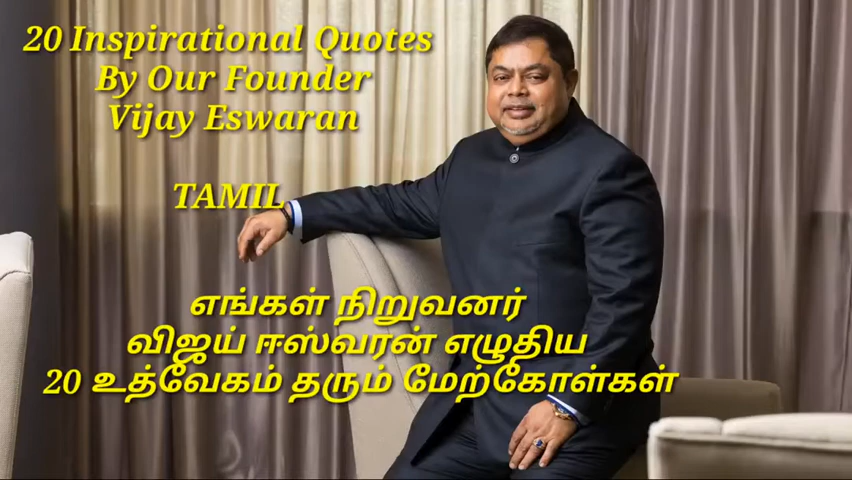 20 Inspirational Quotes
By Our Founder
Vijay Eswaran
TAMIL
எங்கள் நிறுவனர்
விஜய் ஈஸ்வரன் எழுதிய
20 உத்வேகம் தரும் மேற்கோள்கள்